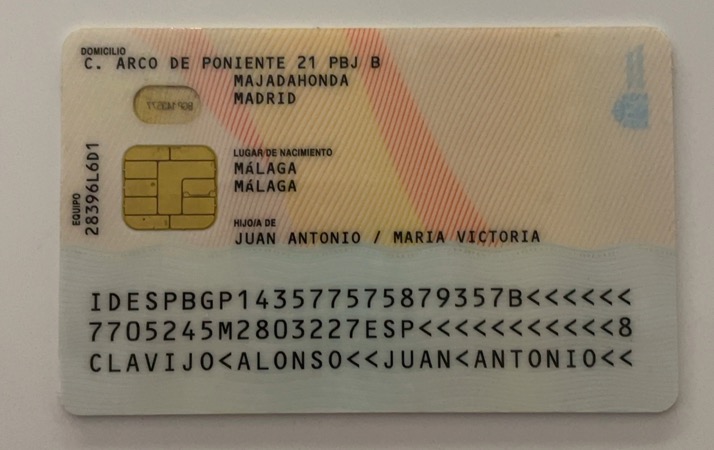 DOMICILIO
C. ARCO DE PONIENTE 21 PBJ B
MAJADAHONDA
MADRID
BGP143577
LUGAR DE NACIMIENTO
MáLAGA
MáLAGA
EQUIPO
28396L6D1
HIJO/A DE
JUAN ANTONIO / MARIA VICTORIA
IDESPBGP143577575879357B<<<<<<
7705245M2803227ESP<<<<<<<<<<<8
CLAVIJO<ALONSO<<JUAN<ANTONIO<<